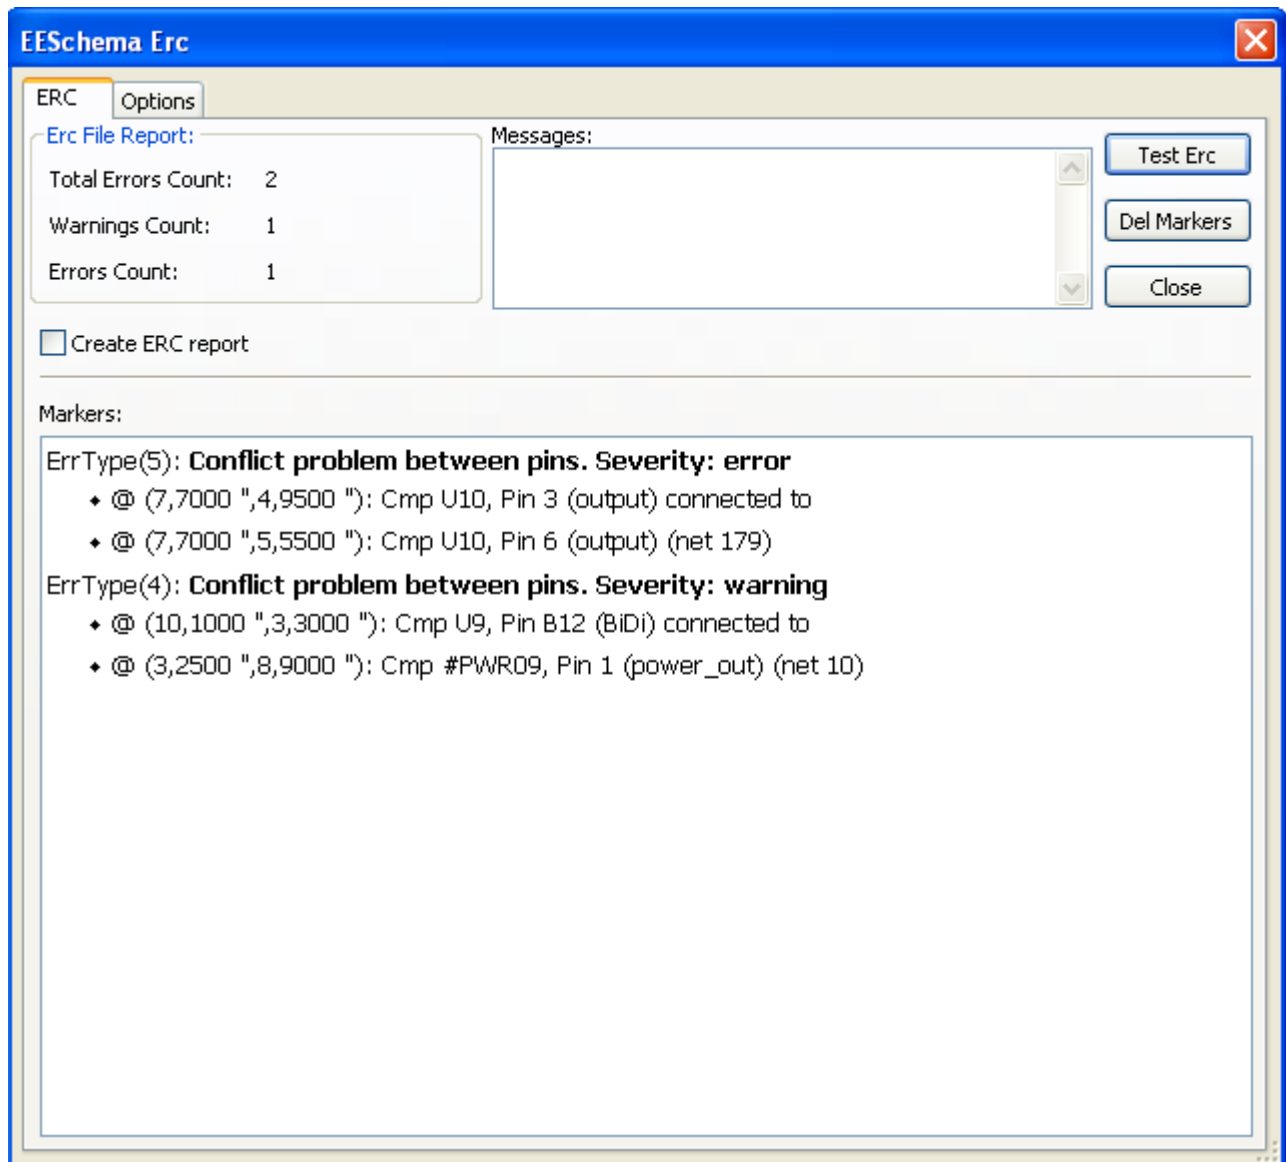 EESchema Erc
ERC
Options
Erc File Report:
Total Errors Count: 2
Warnings Count: 1
Errors Count: 1
Messages:
Test Erc
Del Markers
Close
Create ERC report
Markers:
ErrType(5): Conflict problem between pins. Severity: error
◆ @ (7,7000 ",4,9500 "): Cmp U10, Pin 3 (output) connected to
◆ @ (7,7000 ",5,5500 "): Cmp U10, Pin 6 (output) (net 179)
ErrType(4): Conflict problem between pins. Severity: warning
◆ @ (10,1000 ",3,3000 "): Cmp U9, Pin B12 (BiDi) connected to
◆ @ (3,2500 ",8,9000 "): Cmp #PWR09, Pin 1 (power_out) (net 10)